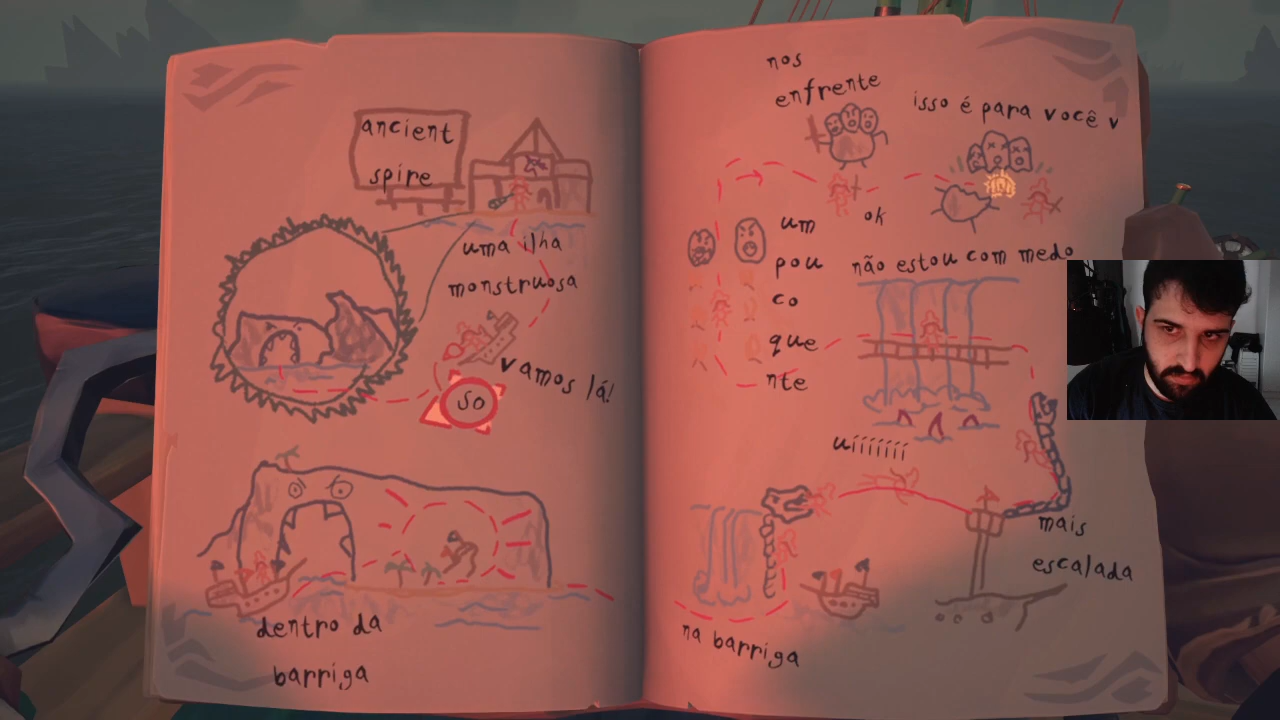 ancient
spire
uma ilha
monstruosa
vamos lá!
so
dentro da
barriga
nos
enfrente
isso é para você v
um
pou
co
que
nte
ok
não estou com medo
uííííííí
mais
escalada
na barriga